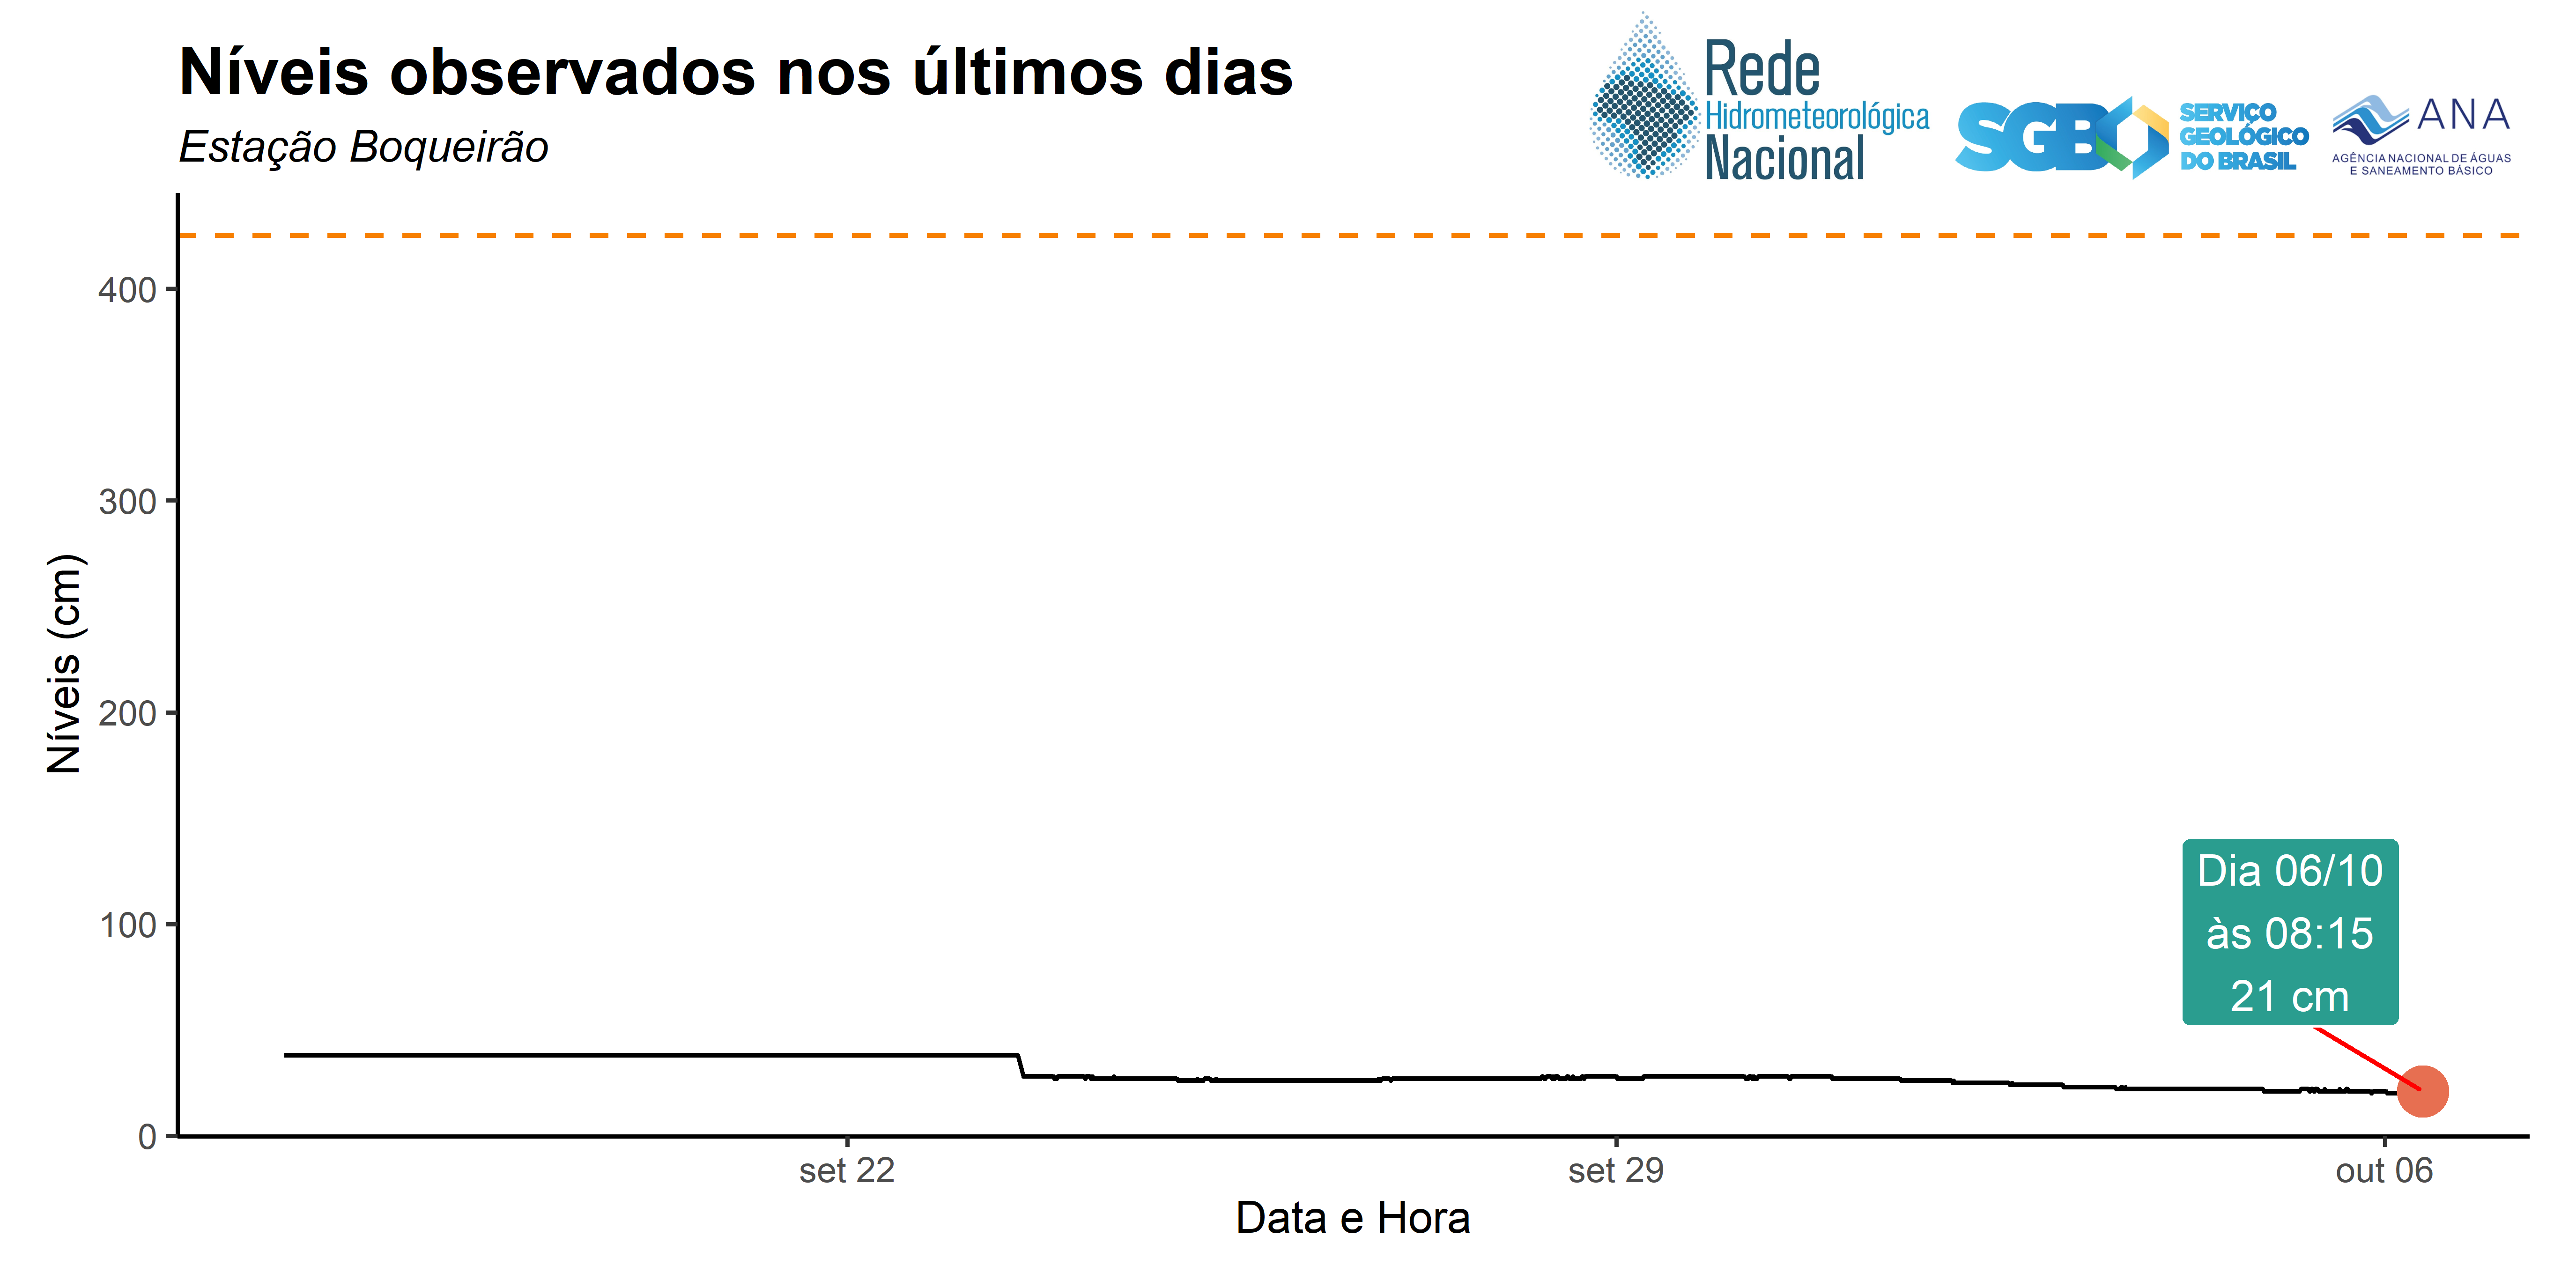 Níveis observados nos últimos dias
Estação Boqueirão
Rede
Hidrometeorológica
Nacional
SGB
SERVIÇO
GEOLÓGICO
DO BRASIL
ANA
AGÊNCIA NACIONAL DE ÁGUAS
E SANEAMENTO BÁSICO
Níveis (cm)
400
300
200
100
0
Dia 06/10
às 08:15
21 cm
set 22
set 29
out 06
Data e Hora